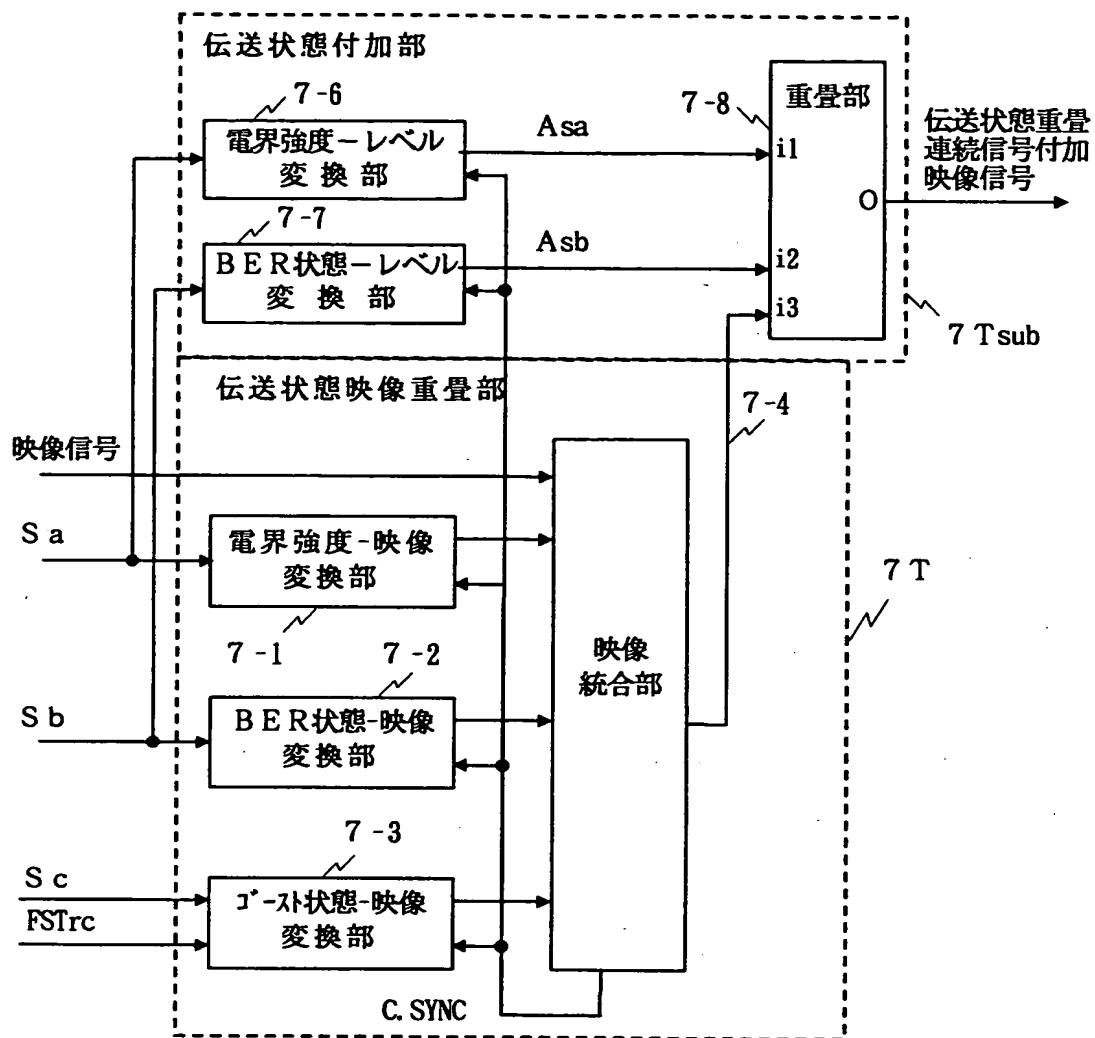 伝送状態付加部
7-6
電界強度－レベル
変換部
7-7
ＢＥＲ状態－レベル
変換部
Asa
Asb
7-8
重畳部
i1
O
i2
i3
伝送状態重畳
連続信号付加
映像信号
7Tsub
伝送状態映像重畳部
7-4
映像信号
Sa
電界強度-映像
変換部
7-1
7-2
Sb
ＢＥＲ状態-映像
変換部
7-3
Sc
FSTrc
ｺﾞｰｽﾄ状態-映像
変換部
映像
統合部
7T
C.SYNC